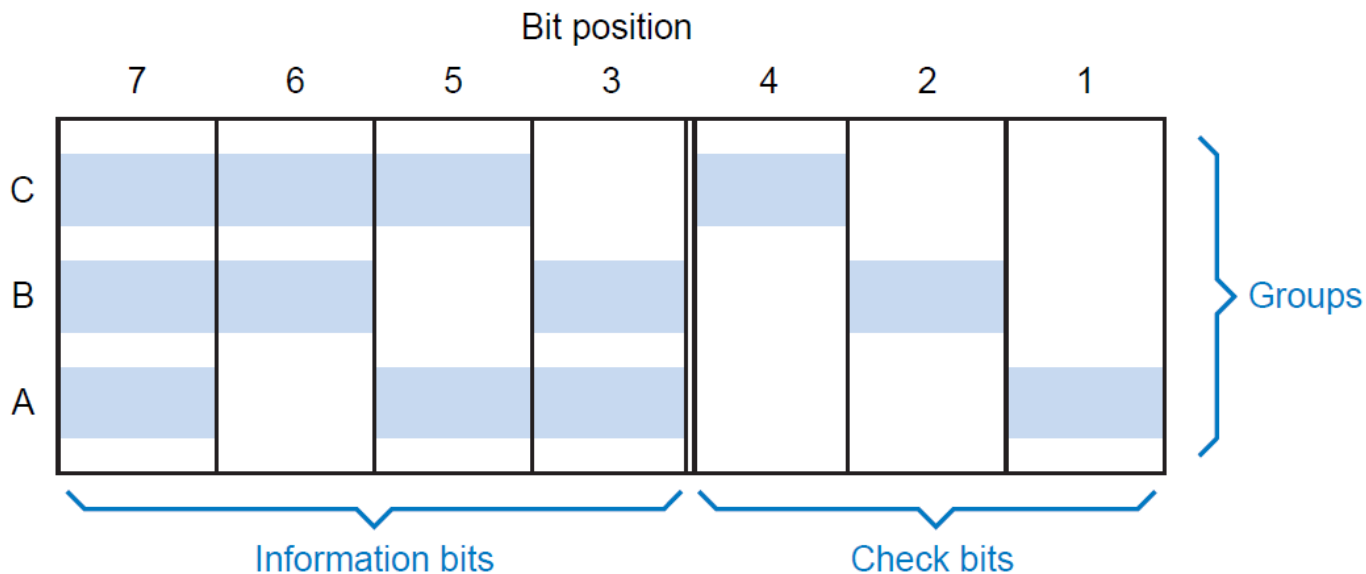 Bit position
7 6 5 3 4 2 1
C
B
Groups
A
Information bits
Check bits